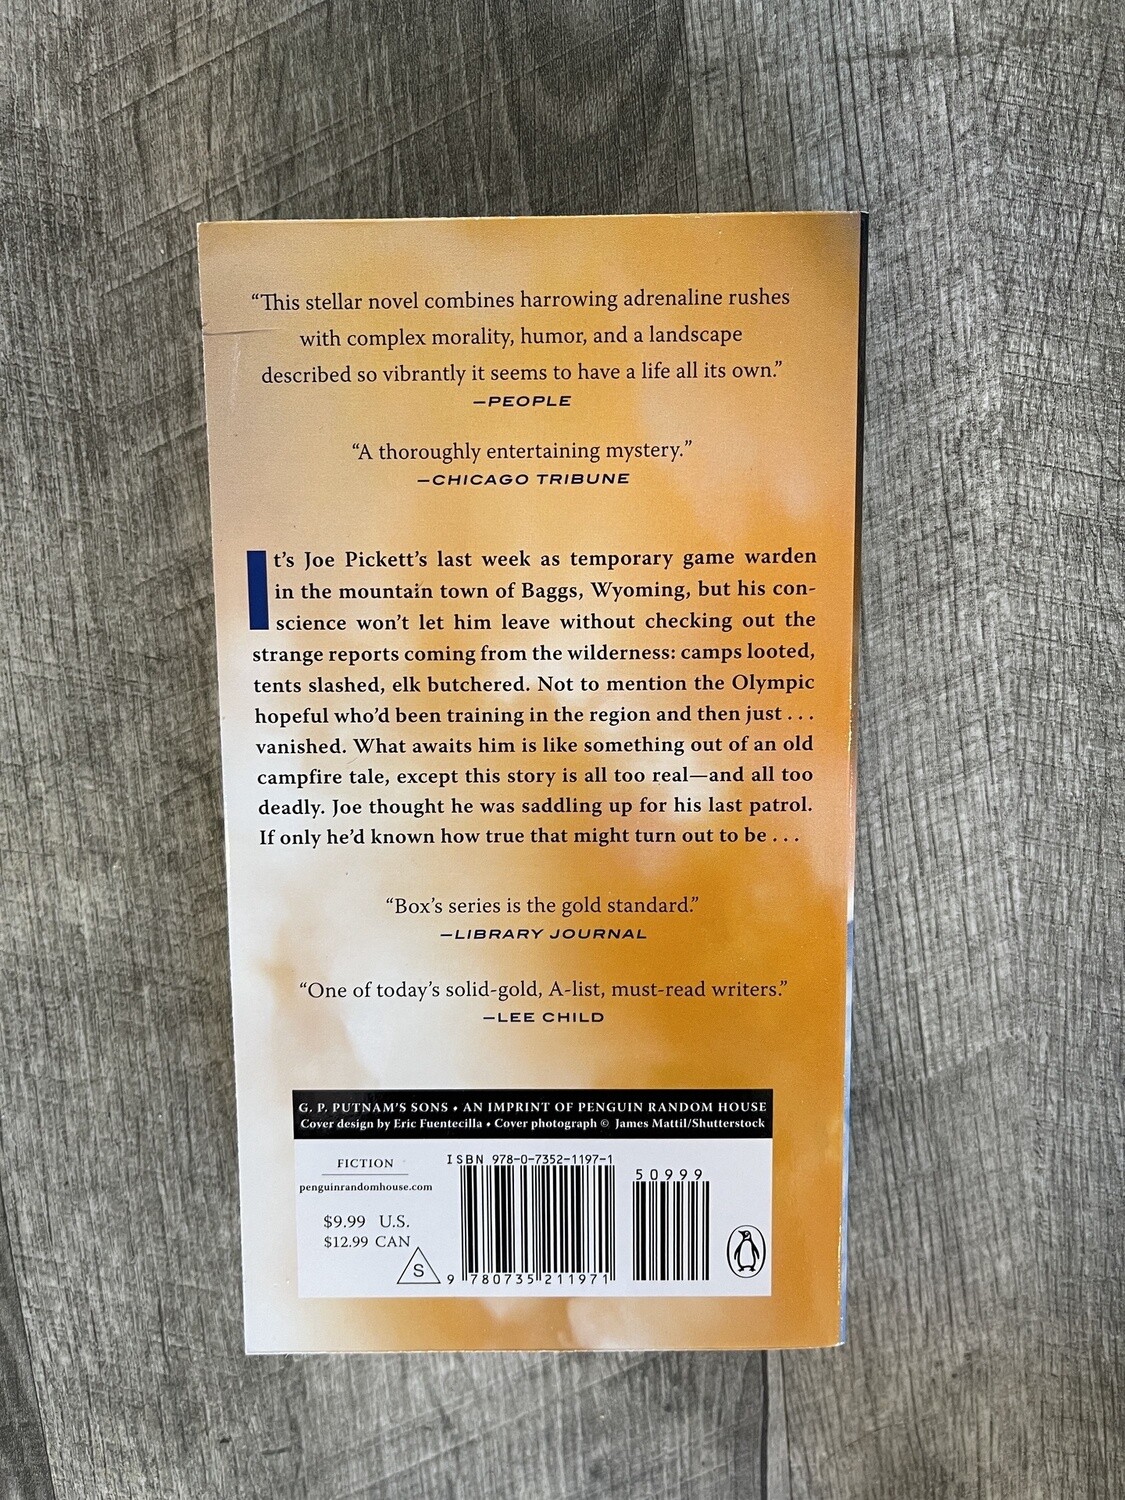 “This stellar novel combines harrowing adrenaline rushes
with complex morality, humor, and a landscape
described so vibrantly it seems to have a life all its own.”
—PEOPLE
“A thoroughly entertaining mystery.”
—CHICAGO TRIBUNE
It’s Joe Pickett’s last week as temporary game warden
in the mountain town of Baggs, Wyoming, but his con-
science won’t let him leave without checking out the
strange reports coming from the wilderness: camps looted,
tents slashed, elk butchered. Not to mention the Olympic
hopeful who’d been training in the region and then just . . .
vanished. What awaits him is like something out of an old
campfire tale, except this story is all too real—and all too
deadly. Joe thought he was saddling up for his last patrol.
If only he’d known how true that might turn out to be . . .
“Box’s series is the gold standard.”
—LIBRARY JOURNAL
“One of today’s solid-gold, A-list, must-read writers.”
—LEE CHILD
G. P. PUTNAM’S SONS • AN IMPRINT OF PENGUIN RANDOM HOUSE
Cover design by Eric Fuentecilla • Cover photograph © James Mattil/Shutterstock
FICTION
penguinrandomhouse.com
$9.99 U.S.
$12.99 CAN
S
ISBN 978-0-7352-1197-1
50999
9 780735 211971